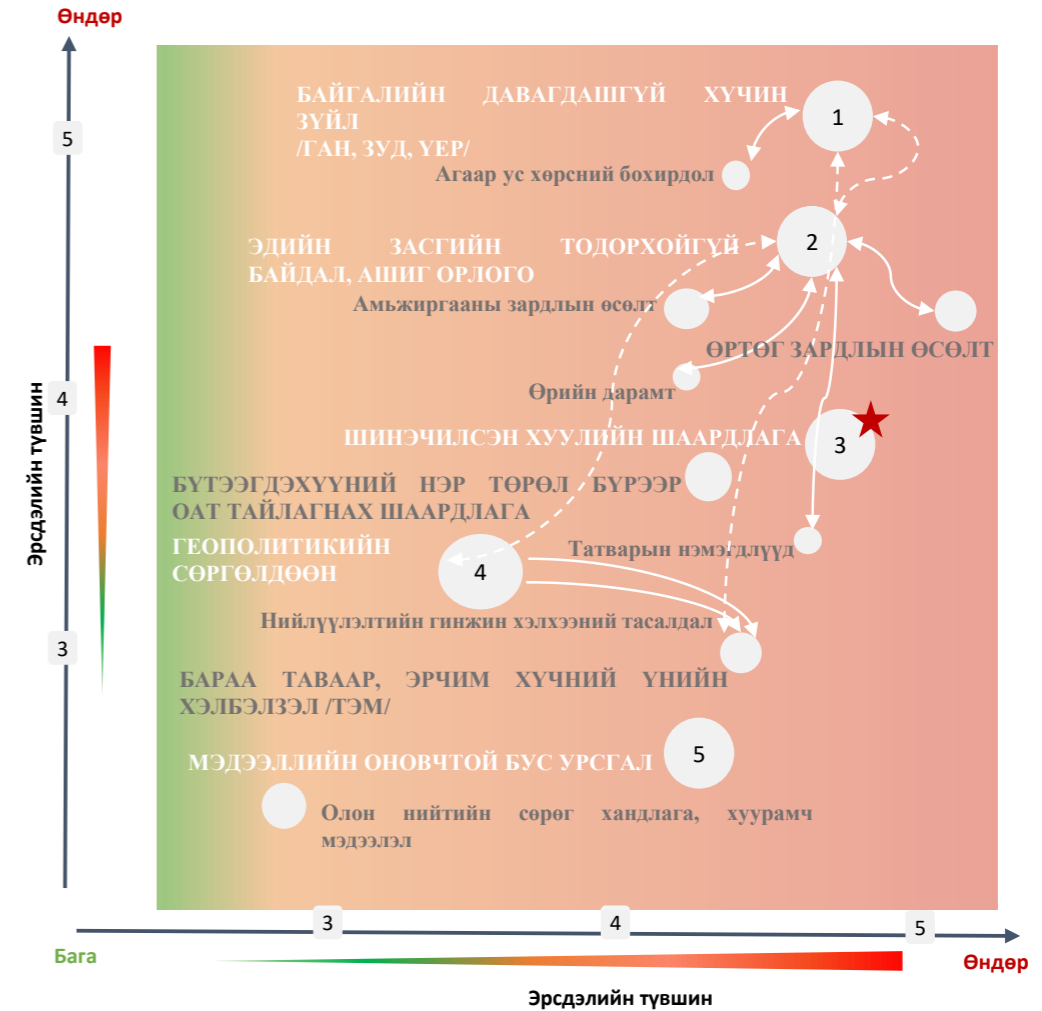 Өндөр
БАЙГАЛИЙН ДАВАГДАШГҮЙ ХҮЧИН
ЗҮЙЛ
/ГАН, ЗУД, ҮЕР/
1
5
Агаар ус хөрсний бохирдол
ЭДИЙН ЗАСГИЙН ТОДОРХОЙГҮЙ
БАЙДАЛ, АШИГ ОРЛОГО
2
Амьжиргааны зардлын өсөлт
ӨРТӨГ ЗАРДЛЫН ӨСӨЛТ
Өрийн дарамт
4
Эрсдэлийн түвшин
ШИНЭЧИЛСЭН ХУУЛИЙН ШААРДЛАГА
3
БҮТЭЭГДЭХҮҮНИЙ НЭР ТӨРӨЛ БҮРЭЭР
ОАТ ТАЙЛАГНАХ ШААРДЛАГА
ГЕОПОЛИТИКИЙН
СӨРГӨЛДӨӨН
4
Татварын нэмэгдлүүд
Нийлүүлэлтийн гинжин хэлхээний тасалдал
3
БАРАА ТАВААР, ЭРЧИМ ХҮЧНИЙ ҮНИЙН
ХЭЛБЭЛЗЭЛ /ТЭМ/
МЭДЭЭЛЛИЙН ОНОВЧТОЙ БУС УРСГАЛ
5
Олон нийтийн сөрөг хандлага, хуурамч
мэдээлэл
3
4
5
Бага
Өндөр
Эрсдэлийн түвшин